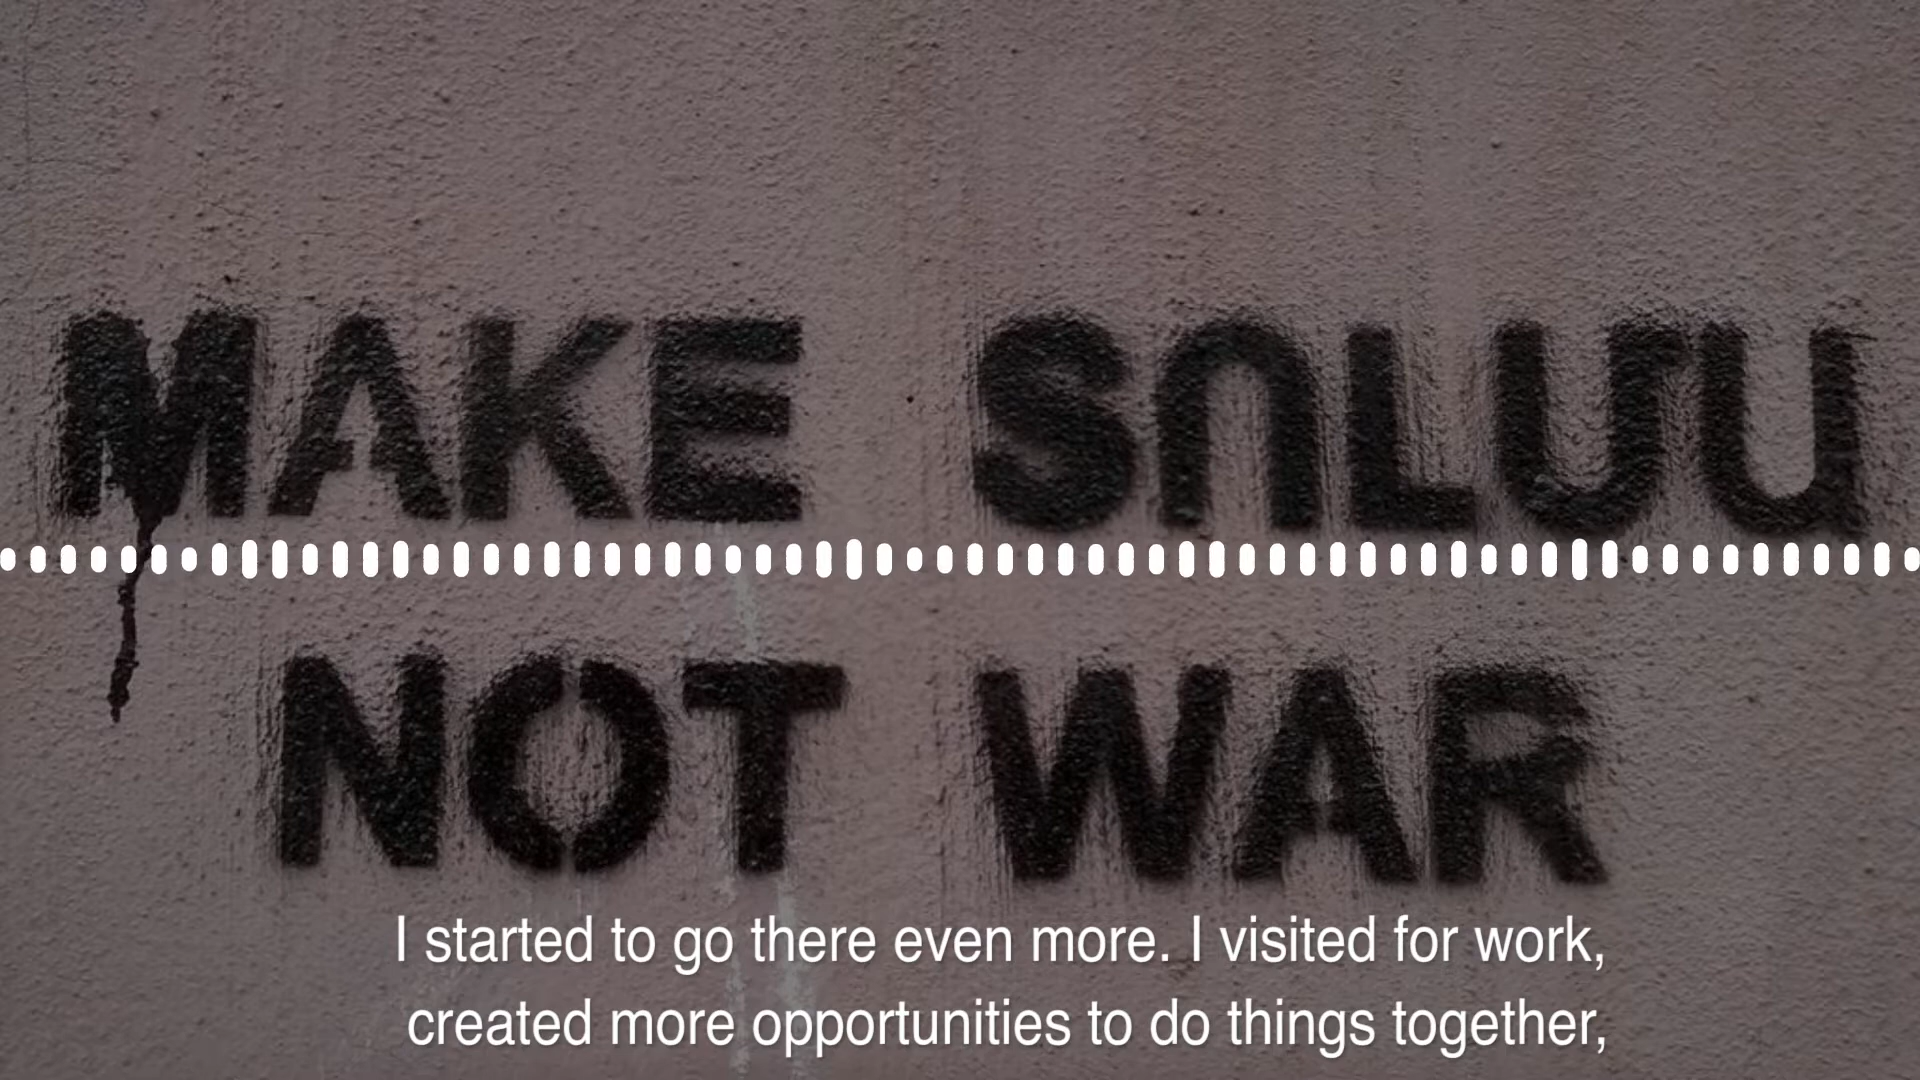 MAKE ՏՈԼՄԱ
NOT WAR
I started to go there even more. I visited for work,
created more opportunities to do things together,